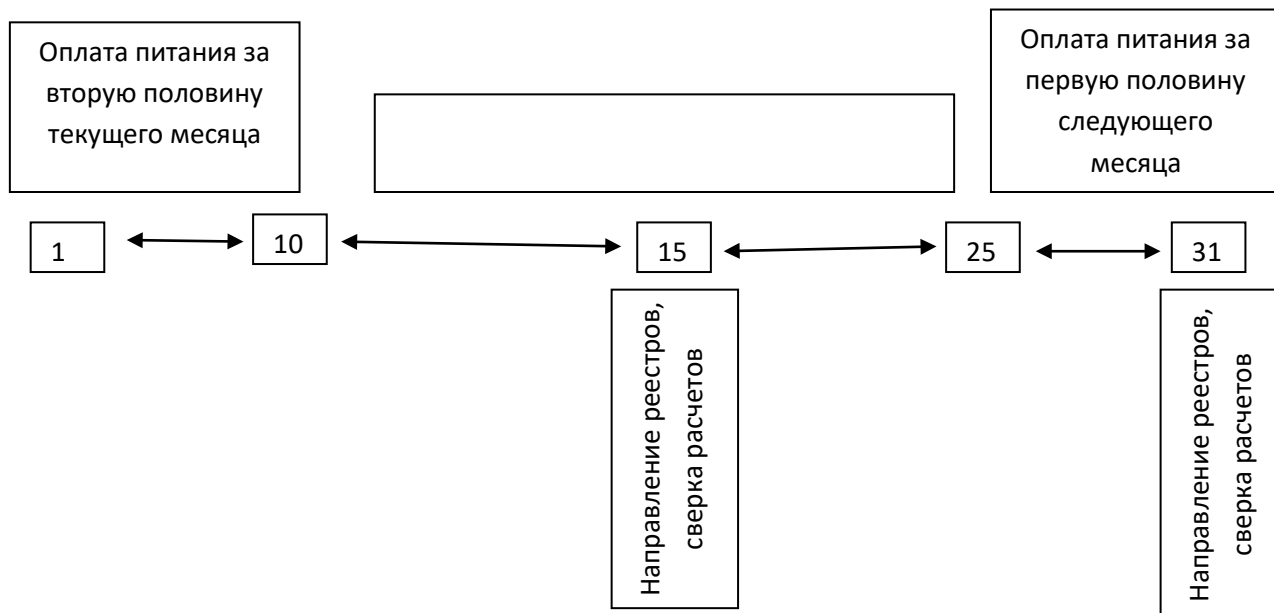 Оплата питания за
вторую половину
текущего месяца
Оплата питания за
первую половину
следующего
месяца
1
10
15
25
31
Направление реестров,
сверка расчетов
Направление реестров,
сверка расчетов